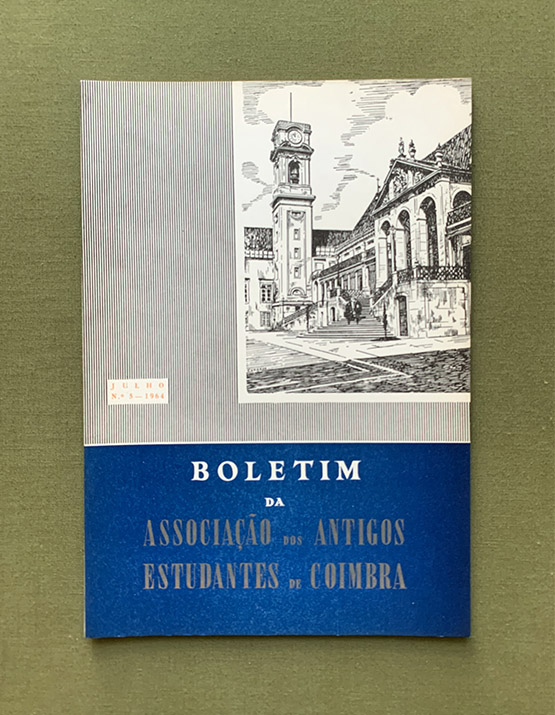 JULHO
N.º 5 — 1964
BOLETIM
DA
ASSOCIAÇÃO DOS ANTIGOS
ESTUDANTES DE COIMBRA